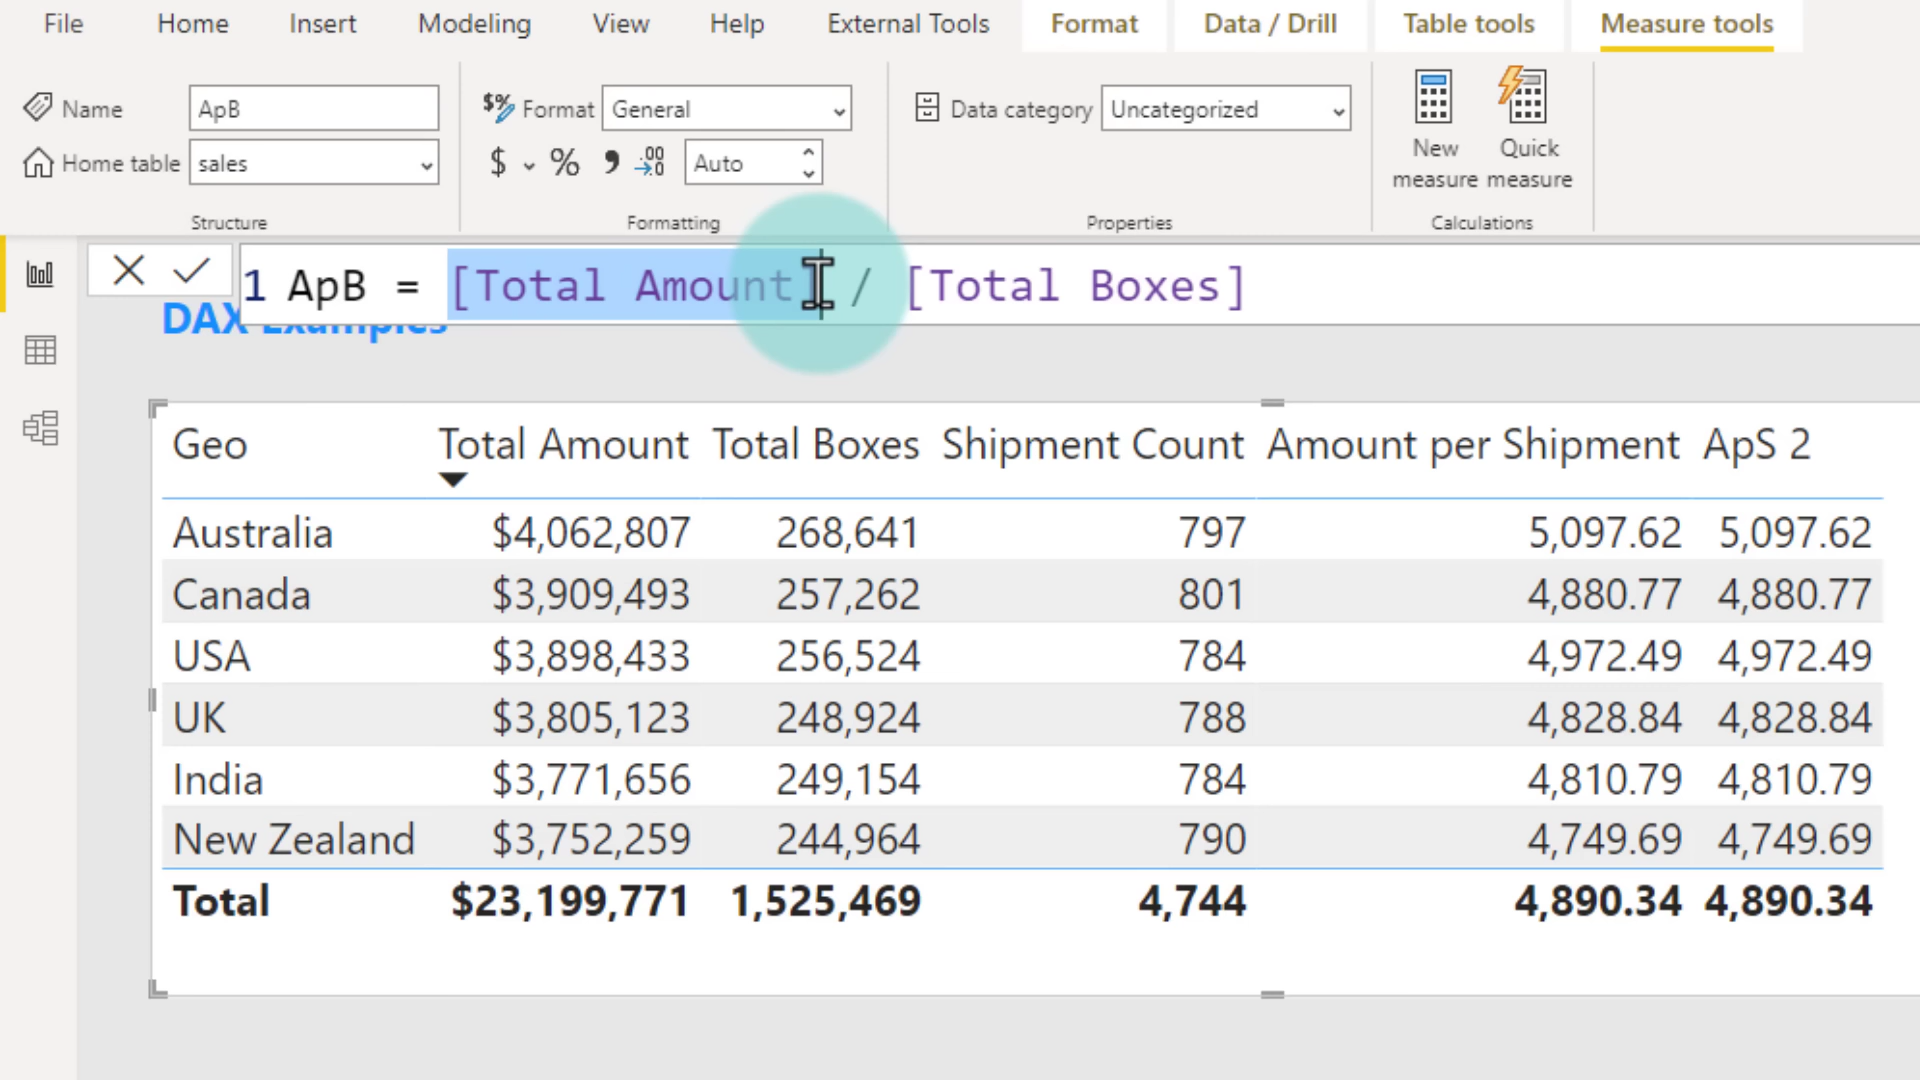 File Home Insert Modeling View Help External Tools Format Data / Drill Table tools Measure tools
Name ApB
Home table sales
Structure
$% Format General
$ % , .00 →.0 Auto
Formatting
Data category Uncategorized
Properties
New measure
Quick measure
Calculations
1 ApB = [Total Amount] / [Total Boxes]
DAX Examples
Geo Total Amount Total Boxes Shipment Count Amount per Shipment ApS 2
Australia $4,062,807 268,641 797 5,097.62 5,097.62
Canada $3,909,493 257,262 801 4,880.77 4,880.77
USA $3,898,433 256,524 784 4,972.49 4,972.49
UK $3,805,123 248,924 788 4,828.84 4,828.84
India $3,771,656 249,154 784 4,810.79 4,810.79
New Zealand $3,752,259 244,964 790 4,749.69 4,749.69
Total $23,199,771 1,525,469 4,744 4,890.34 4,890.34